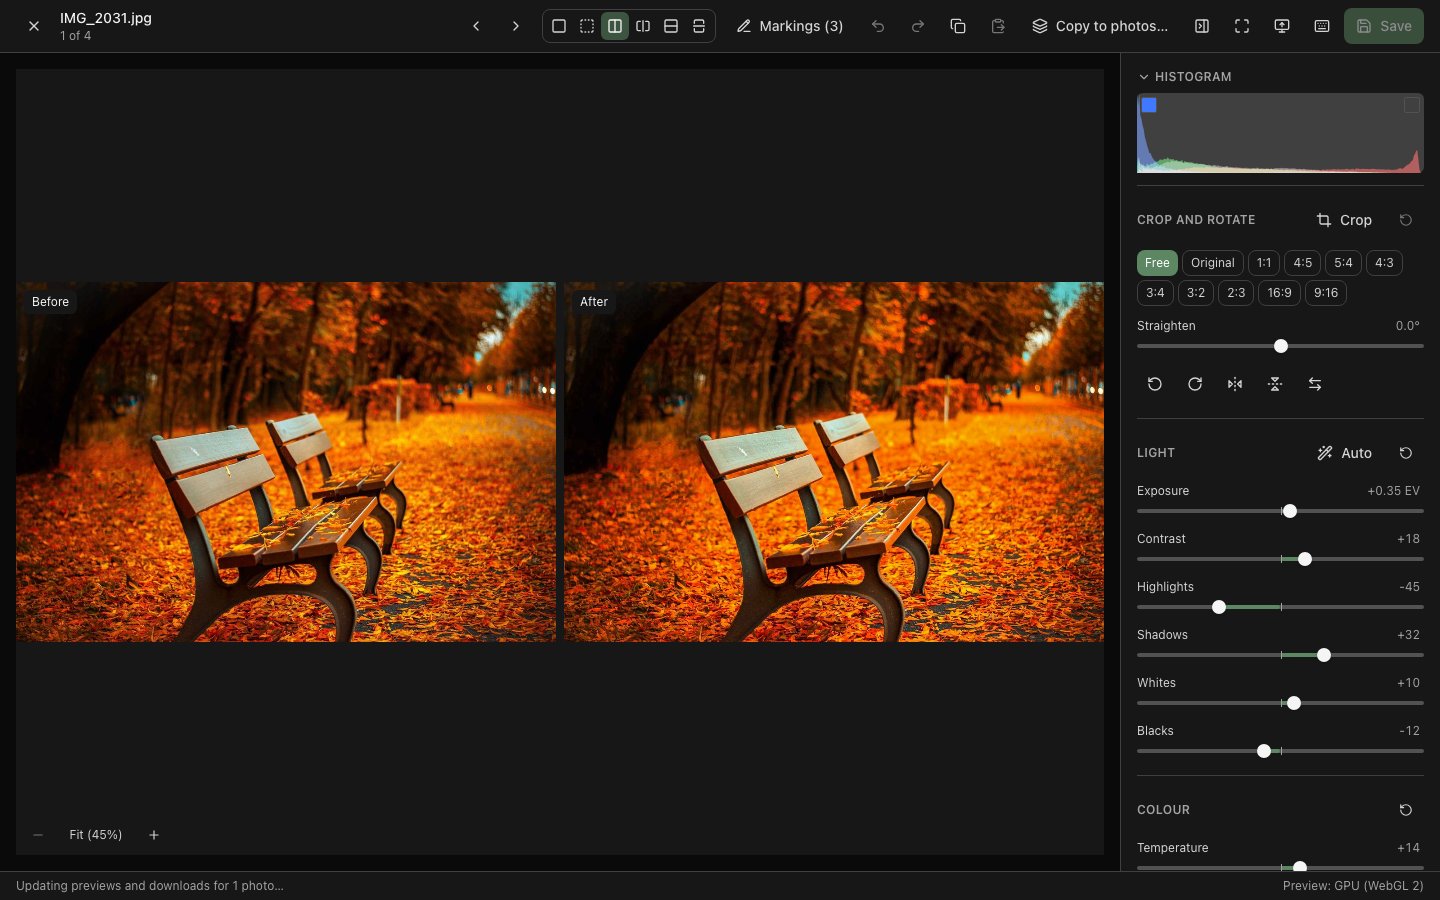 IMG_2031.jpg
1 of 4
Markings (3)
Copy to photos...
Save
HISTOGRAM
CROP AND ROTATE
Crop
Free
Original
1:1
4:5
5:4
4:3
3:4
3:2
2:3
16:9
9:16
Straighten
0.0°
LIGHT
Auto
Exposure
+0.35 EV
Contrast
+18
Highlights
-45
Shadows
+32
Whites
+10
Blacks
-12
COLOUR
Temperature
+14
Before
After
Fit (45%)
Updating previews and downloads for 1 photo...
Preview: GPU (WebGL 2)